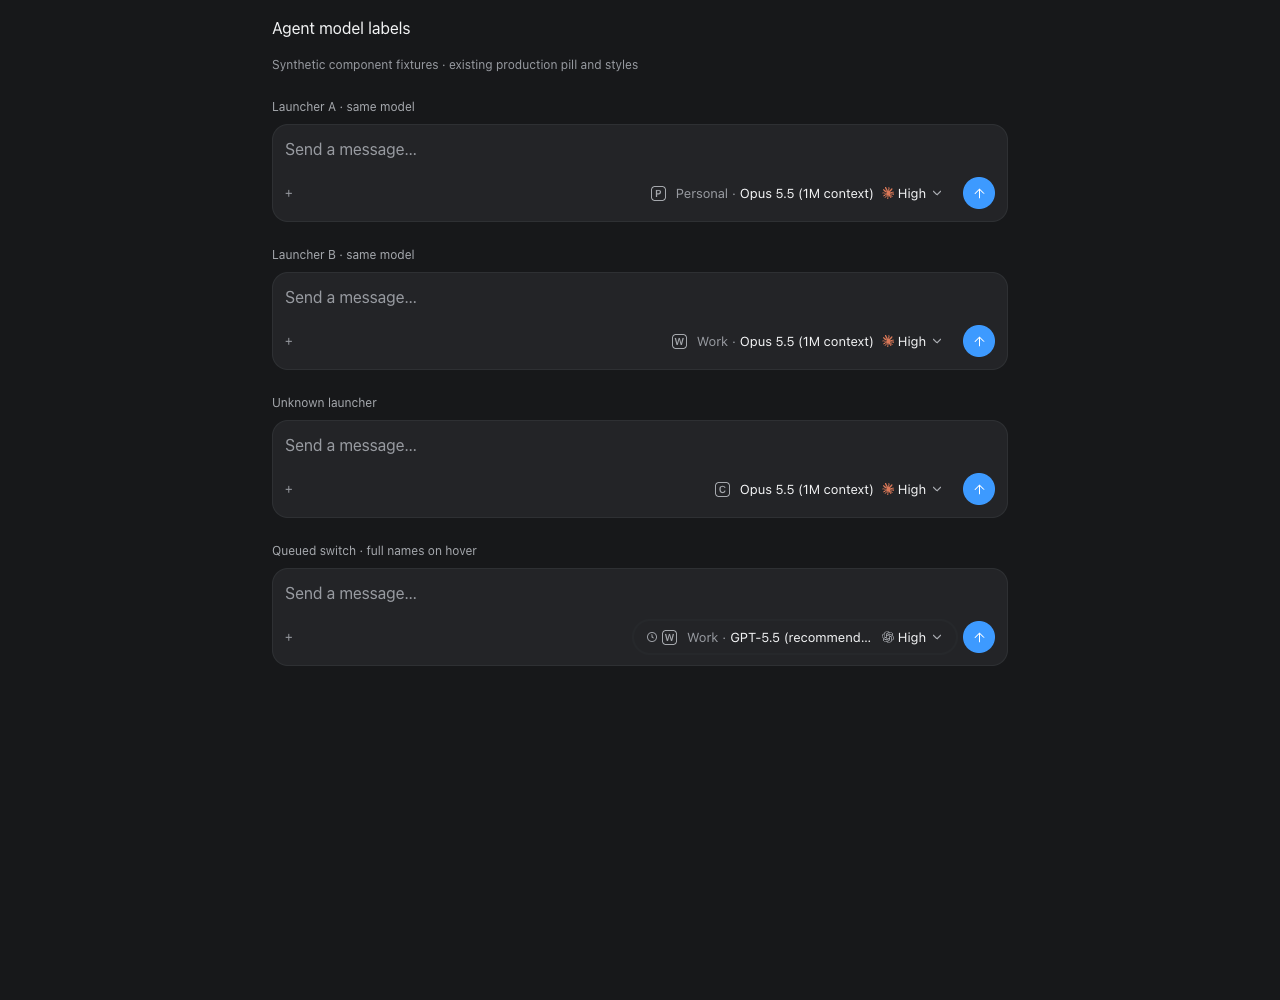 Agent model labels
Synthetic component fixtures · existing production pill and styles
Launcher A · same model
Send a message...
+ P Personal · Opus 5.5 (1M context) High
Launcher B · same model
Send a message...
+ W Work · Opus 5.5 (1M context) High
Unknown launcher
Send a message...
+ C Opus 5.5 (1M context) High
Queued switch · full names on hover
Send a message...
+ W Work · GPT-5.5 (recommend... High